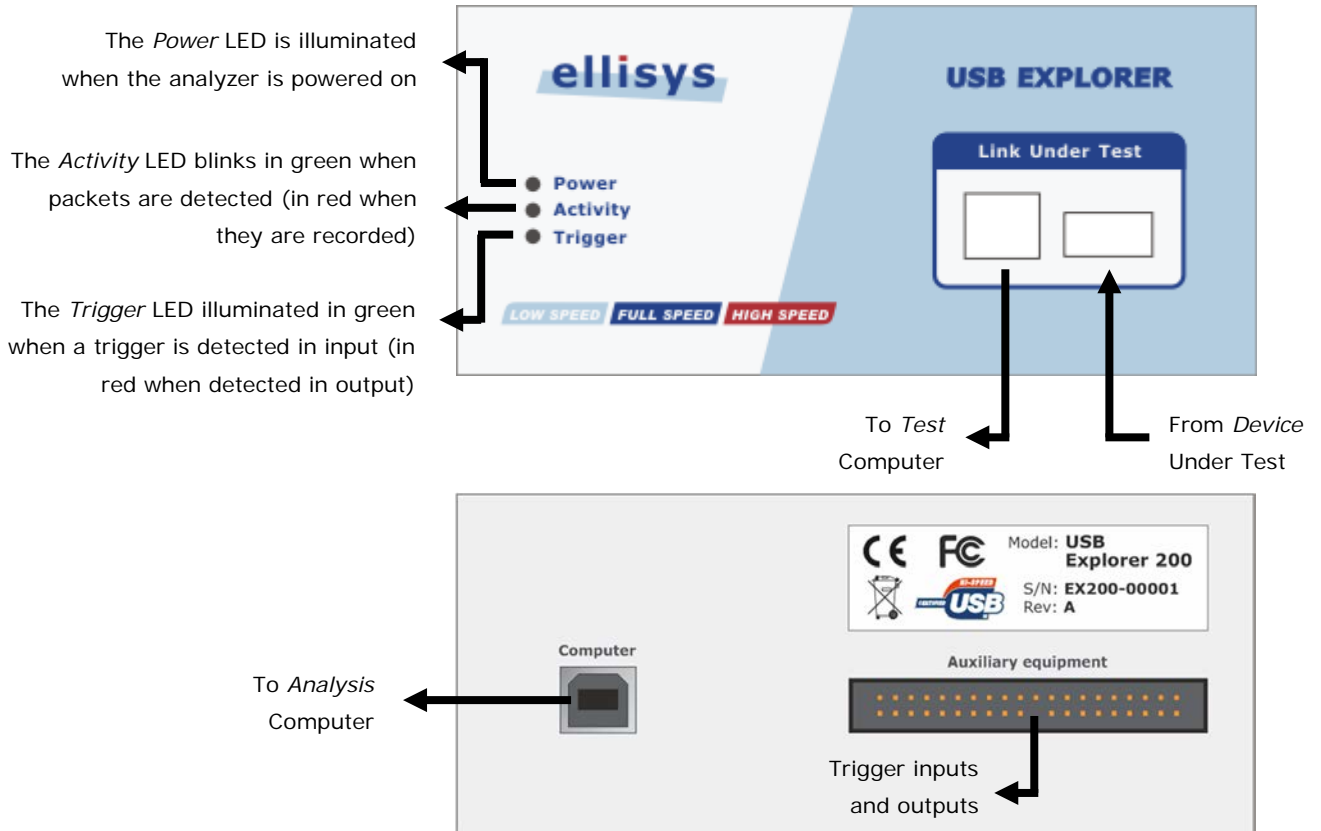 The Power LED is illuminated
when the analyzer is powered on
The Activity LED blinks in green when
packets are detected (in red when
they are recorded)
The Trigger LED illuminated in green
when a trigger is detected in input (in
red when detected in output)
ellisys
USB EXPLORER
Link Under Test
Power
Activity
Trigger
LOW SPEED FULL SPEED HIGH SPEED
To Test
Computer
From Device
Under Test
CE FC Model: USB
Explorer 200
HI-SPEED
CERTIFIED USB
S/N: EX200-00001
Rev: A
Computer
Auxiliary equipment
To Analysis
Computer
Trigger inputs
and outputs